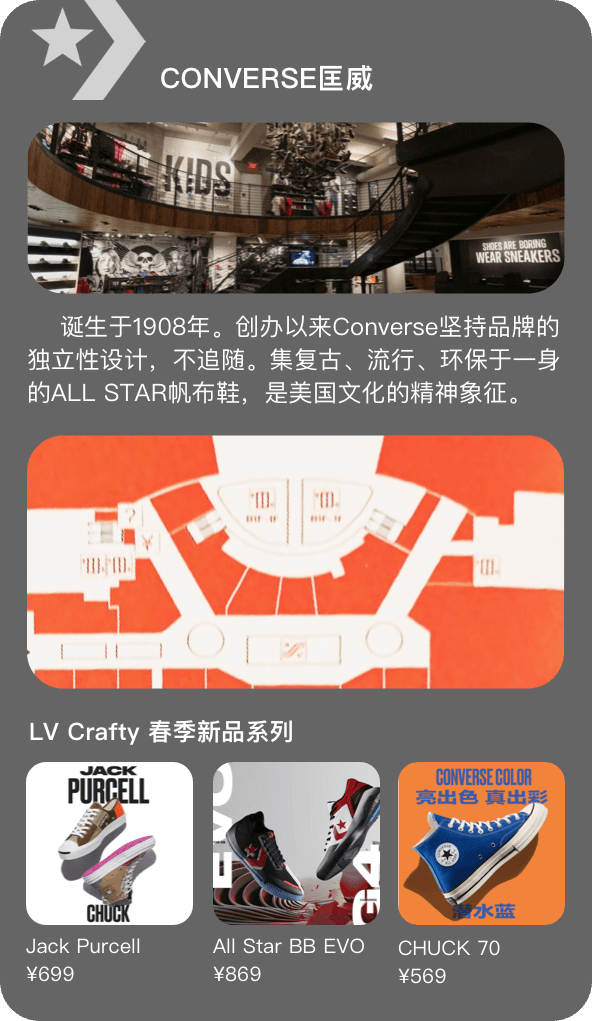 CONVERSE匡威
KIDS
SHOES ARE BORING
WEAR SNEAKERS
诞生于1908年。创办以来Converse坚持品牌的
独立性设计，不追随。集复古、流行、环保于一身
的ALL STAR帆布鞋，是美国文化的精神象征。
?
¥
LV Crafty 春季新品系列
JACK
PURCELL
CHUCK
EVO
G4
CONVERSE COLOR
亮出色 真出彩
潜水蓝
Jack Purcell
¥699
All Star BB EVO
¥869
CHUCK 70
¥569